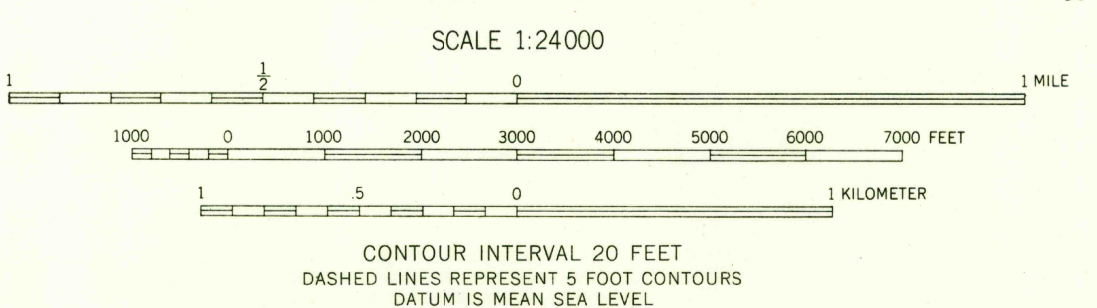 SCALE 1:24000
1 1/2 0 1 MILE
1000 0 1000 2000 3000 4000 5000 6000 7000 FEET
1 .5 0 1 KILOMETER
CONTOUR INTERVAL 20 FEET
DASHED LINES REPRESENT 5 FOOT CONTOURS
DATUM IS MEAN SEA LEVEL